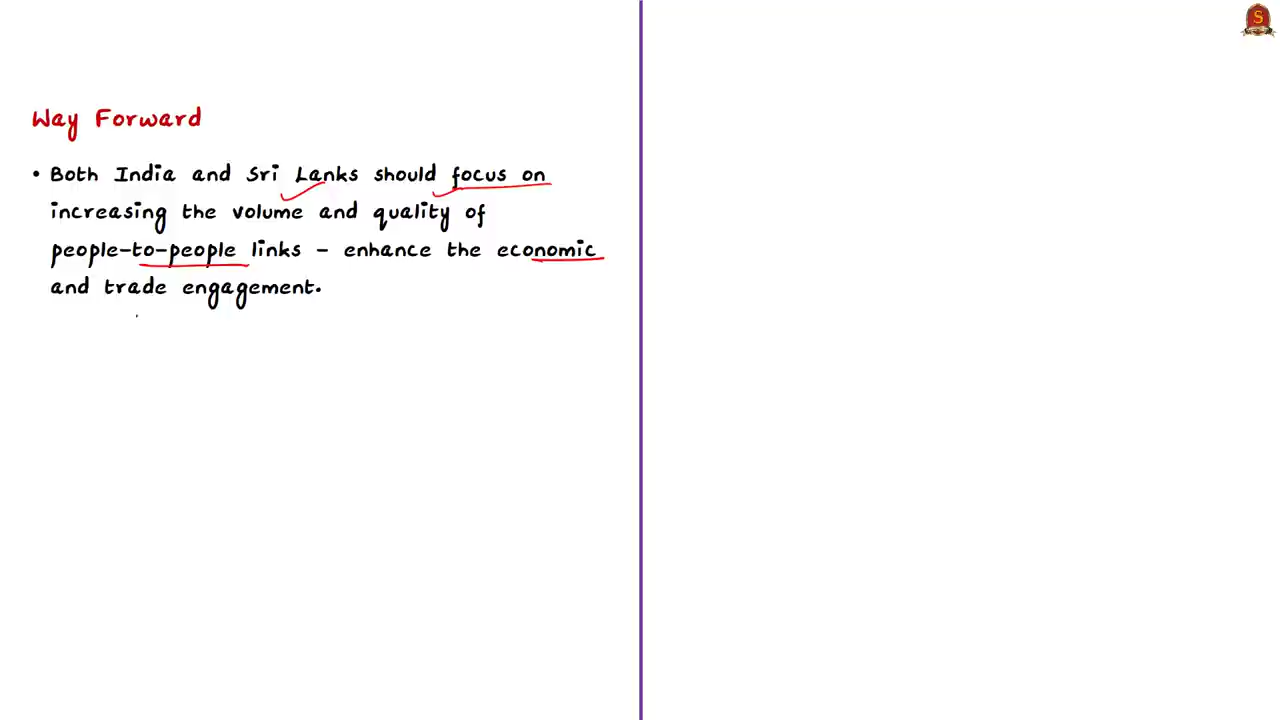 Way Forward
• Both India and Sri Lanks should focus on
increasing the volume and quality of
people-to-people links - enhance the economic
and trade engagement.
S